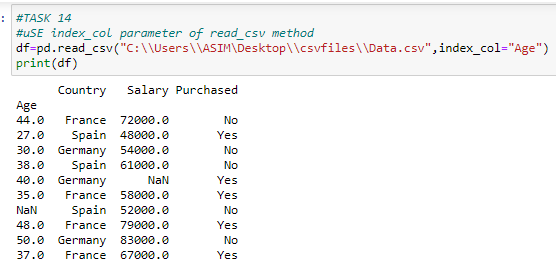 :
#TASK 14
#uSE index_col parameter of read_csv method
df=pd.read_csv("C:\\Users\\ASIM\Desktop\\csvfiles\\Data.csv",index_col="Age")
print(df)
Country Salary Purchased
Age
44.0 France 72000.0 No
27.0 Spain 48000.0 Yes
30.0 Germany 54000.0 No
38.0 Spain 61000.0 No
40.0 Germany NaN Yes
35.0 France 58000.0 Yes
NaN Spain 52000.0 No
48.0 France 79000.0 Yes
50.0 Germany 83000.0 No
37.0 France 67000.0 Yes